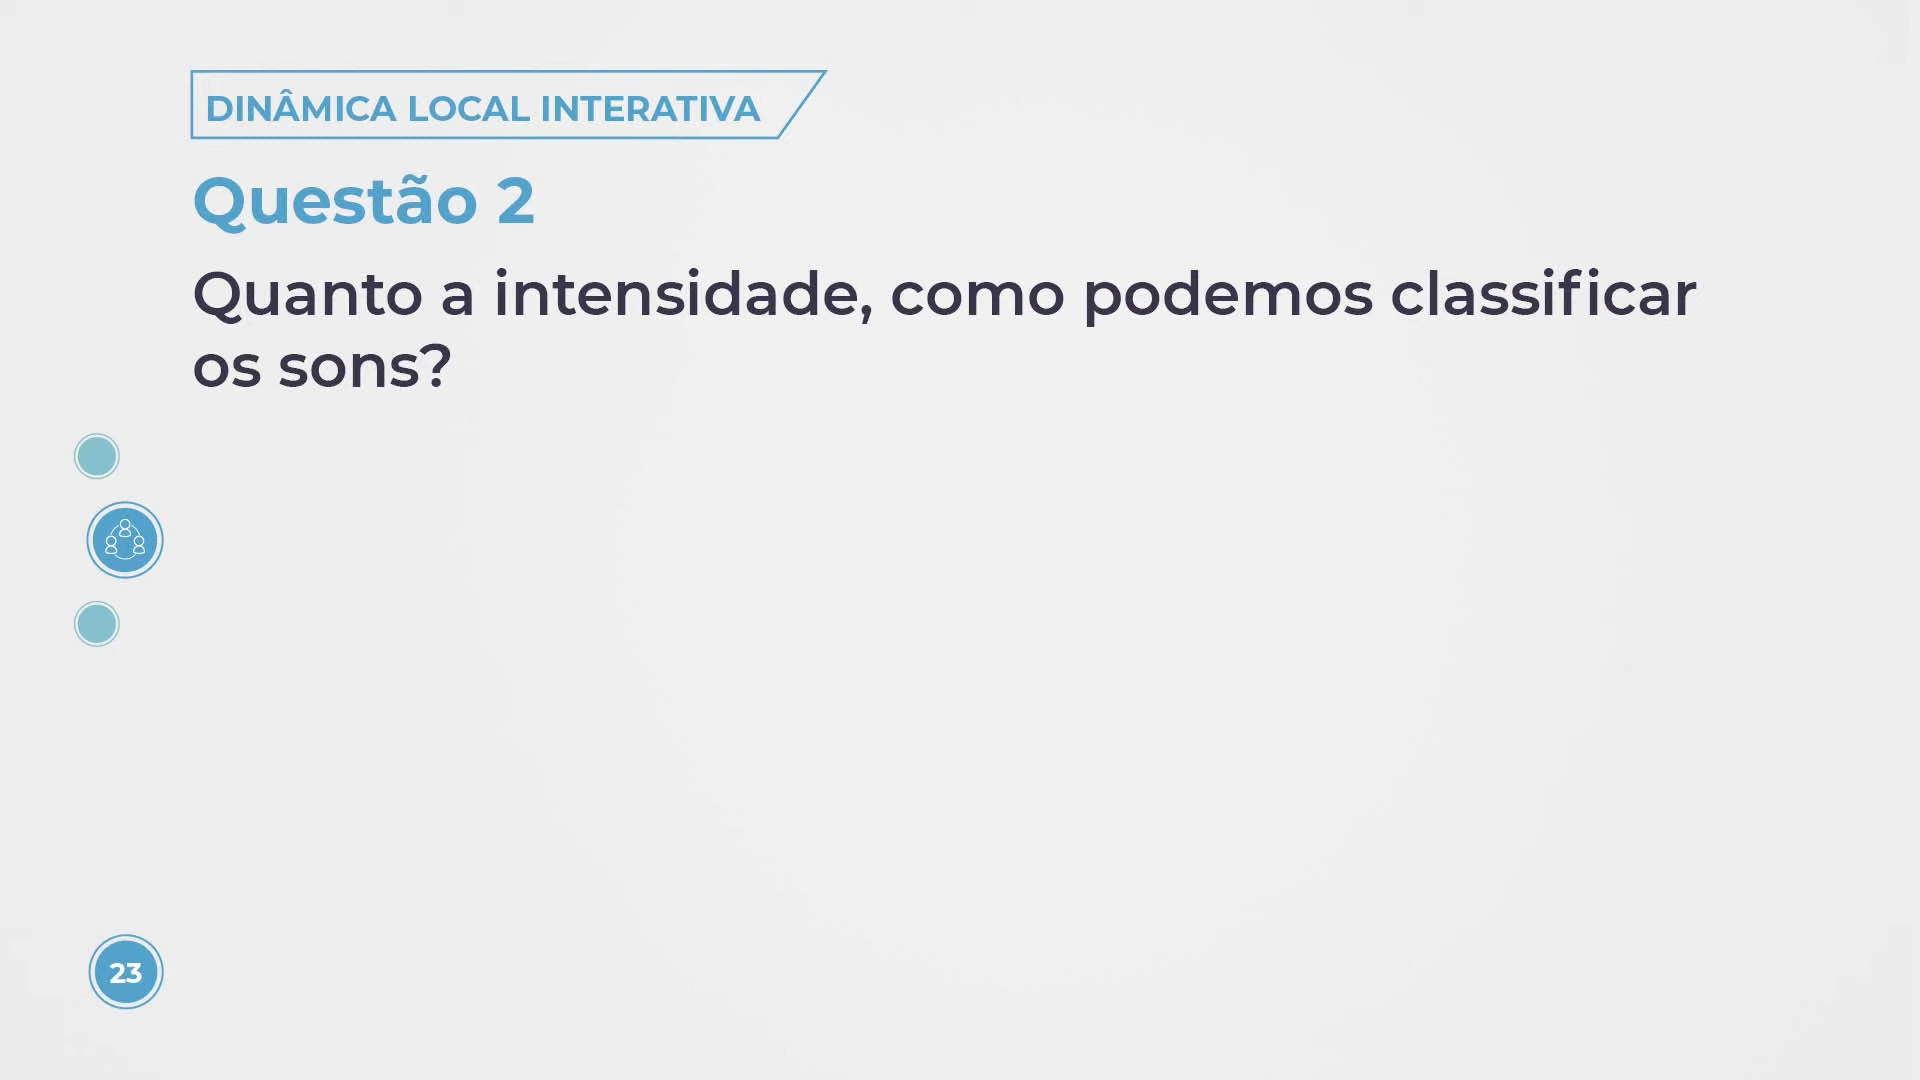 DINÂMICA LOCAL INTERATIVA
Questão 2
Quanto a intensidade, como podemos classificar
os sons?
23